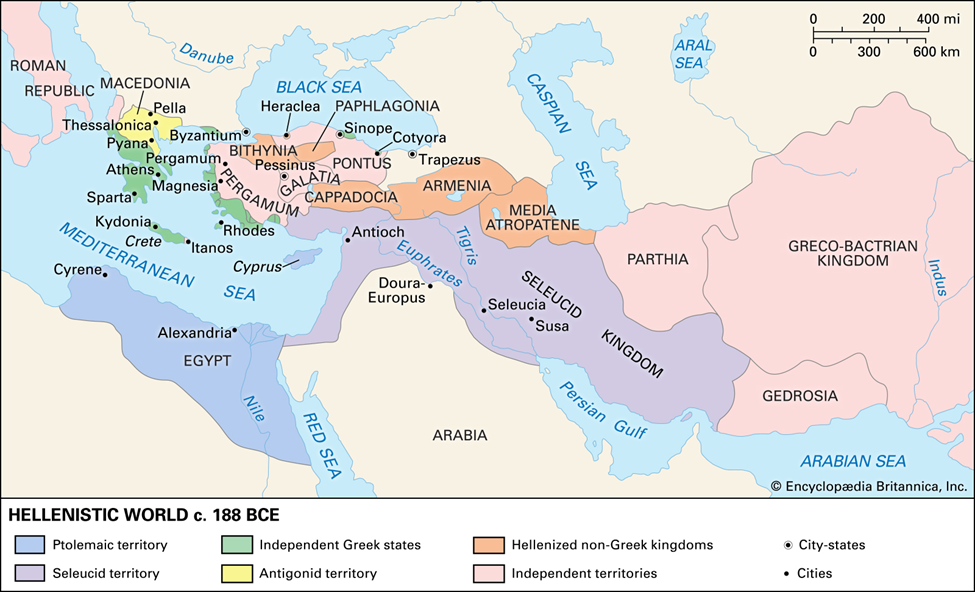 0 200 400 mi
0 300 600 km
ROMAN
REPUBLIC
Danube
MACEDONIA
Pella
Thessalonica
Pyana
BLACK SEA
Heraclea
PAPHLAGONIA
Byzantium
Sinope
Cotyora
Trapezus
BITHYNIA
Pergamum
Pessinus
PONTUS
GALATIA
Athens
Magnesia
PERGAMUM
CAPPADOCIA
ARMENIA
Sparta
MEDIA
ATROPATENE
CASPIAN
SEA
ARAL
SEA
Kydonia
Crete
Itanos
Rhodes
Antioch
Cyprus
MEDITERRANEAN
SEA
Cyrene
Euphrates
Tigris
Doura-
Europus
Seleucia
Susa
SELEUCID
KINGDOM
PARTHIA
GRECO-BACTRIAN
KINGDOM
Indus
Alexandria
EGYPT
Nile
RED SEA
ARABIA
Persian Gulf
GEDROSIA
ARABIAN SEA
© Encyclopædia Britannica, Inc.
HELLENISTIC WORLD c. 188 BCE
Ptolemaic territory
Independent Greek states
Hellenized non-Greek kingdoms
City-states
Seleucid territory
Antigonid territory
Independent territories
Cities